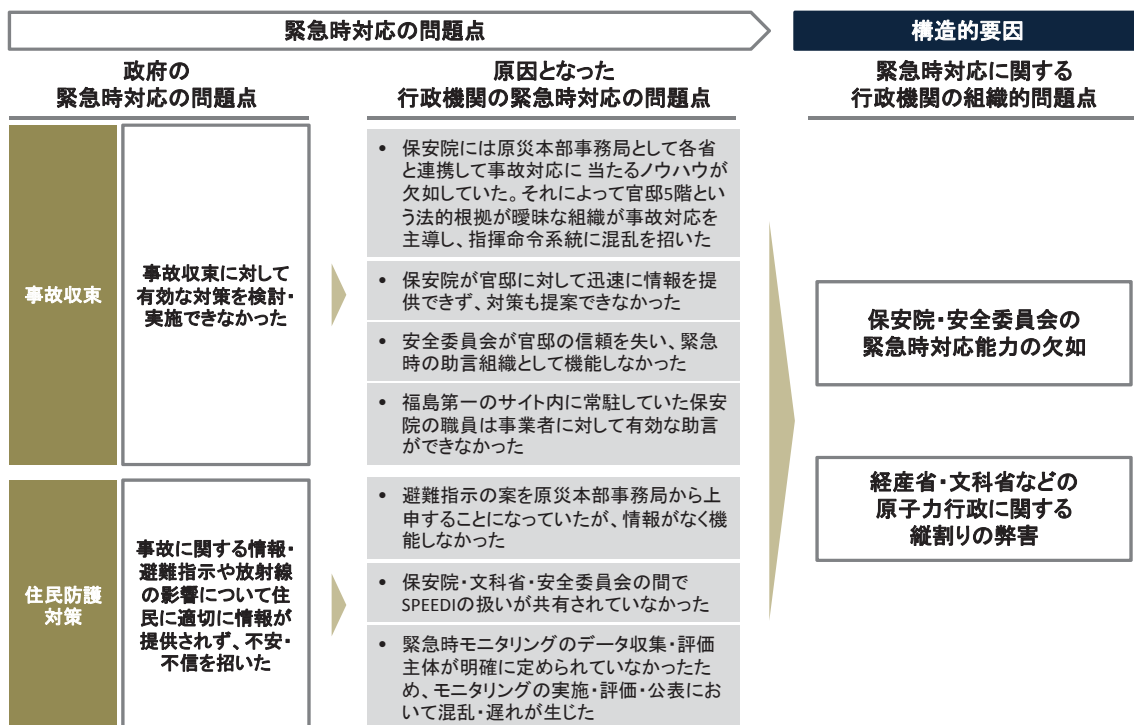 緊急時対応の問題点
構造的要因
政府の
緊急時対応の問題点
原因となった
行政機関の緊急時対応の問題点
緊急時対応に関する
行政機関の組織的問題点
事故収束
事故収束に対して
有効な対策を検討・
実施できなかった
• 保安院には原災本部事務局として各省
と連携して事故対応に 当たるノウハウが
欠如していた。それによって官邸5階とい
う法的根拠が曖昧な組織が事故対応を
主導し、指揮命令系統に混乱を招いた
• 保安院が官邸に対して迅速に情報を提
供できず、対策も提案できなかった
• 安全委員会が官邸の信頼を失い、緊急
時の助言組織として機能しなかった
• 福島第一のサイト内に常駐していた保安
院の職員は事業者に対して有効な助言
ができなかった
住民防護
対策
事故に関する情報・
避難指示や放射線
の影響について住
民に適切に情報が
提供されず、不安・
不信を招いた
• 避難指示の案を原災本部事務局から上
申することになっていたが、情報がなく機
能しなかった
• 保安院・文科省・安全委員会の間で
SPEEDIの扱いが共有されていなかった
• 緊急時モニタリングのデータ収集・評価
主体が明確に定められていなかったた
め、モニタリングの実施・評価・公表にお
いて混乱・遅れが生じた
保安院・安全委員会の
緊急時対応能力の欠如
経産省・文科省などの
原子力行政に関する
縦割りの弊害